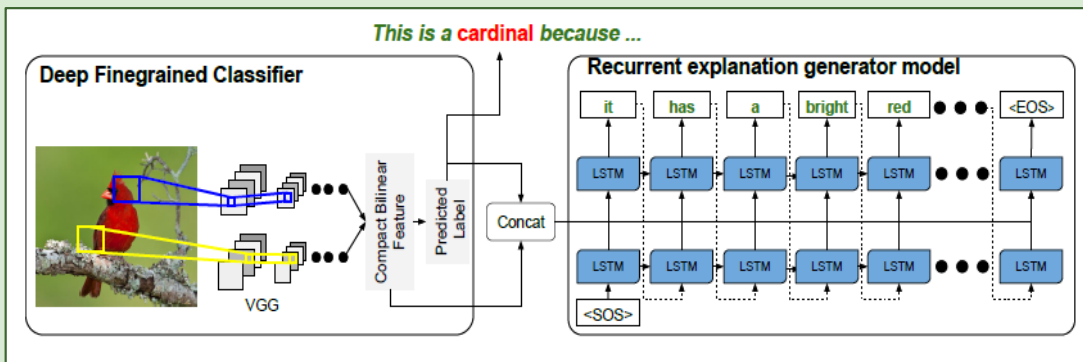 This is a cardinal because ...
Deep Finegrained Classifier
VGG
Compact Bilinear
Feature
Predicted
Label
Concat
Recurrent explanation generator model
it has a bright red <EOS>
LSTM LSTM LSTM LSTM LSTM LSTM
LSTM LSTM LSTM LSTM LSTM LSTM
<SOS>